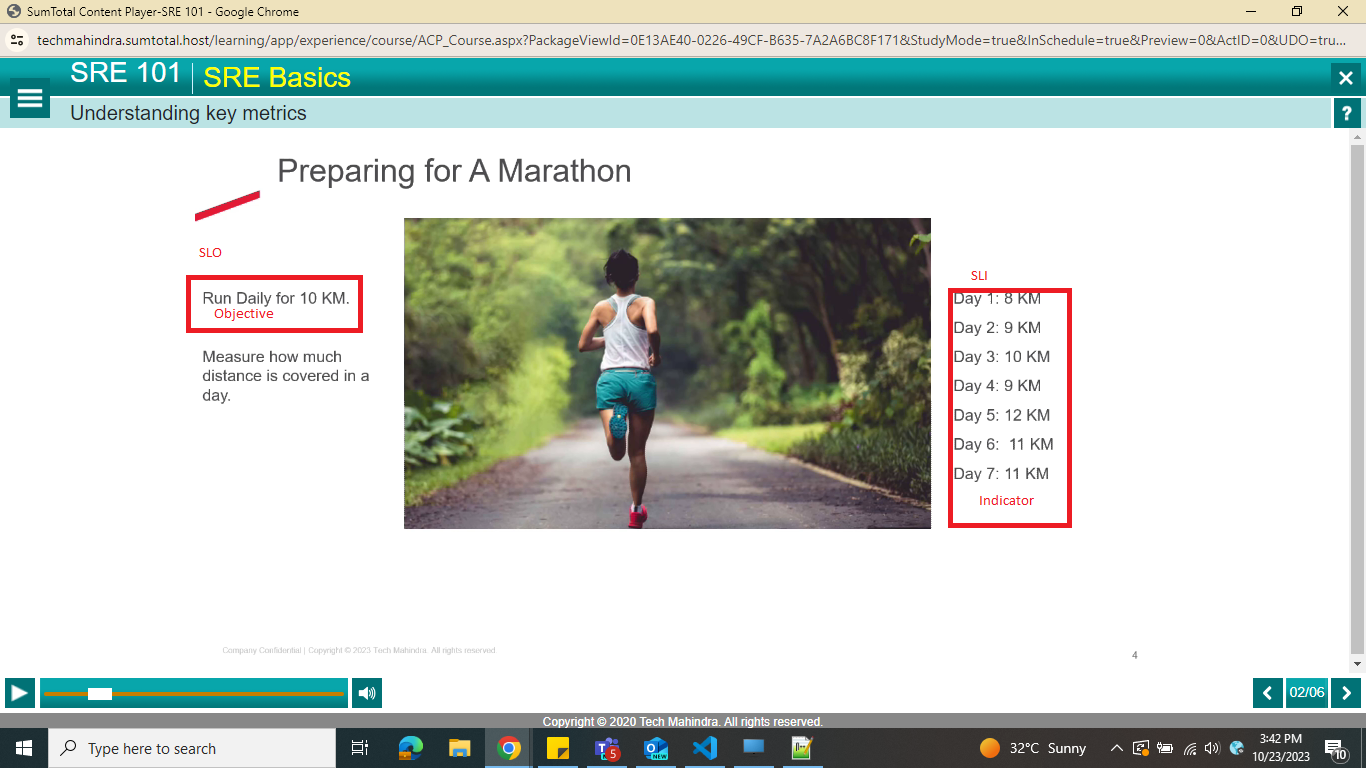 SumTotal Content Player-SRE 101 - Google Chrome
techmahindra.sumtotal.host/learning/app/experience/course/ACP_Course.aspx?PackageViewId=0E13AE40-0226-49CF-B635-7A2A6BC8F171&StudyMode=true&InSchedule=true&Preview=0&ActID=0&UDO=tru...
SRE 101 | SRE Basics
Understanding key metrics
?
Preparing for A Marathon
SLO
Run Daily for 10 KM.
Objective
Measure how much
distance is covered in a
day.
SLI
Day 1: 8 KM
Day 2: 9 KM
Day 3: 10 KM
Day 4: 9 KM
Day 5: 12 KM
Day 6:  11 KM
Day 7: 11 KM
Indicator
Company Confidential | Copyright © 2023 Tech Mahindra. All rights reserved
4
02/06
Copyright © 2020 Tech Mahindra. All rights reserved.
Type here to search
5
NEW
32°C Sunny
3:42 PM
10/23/2023
10